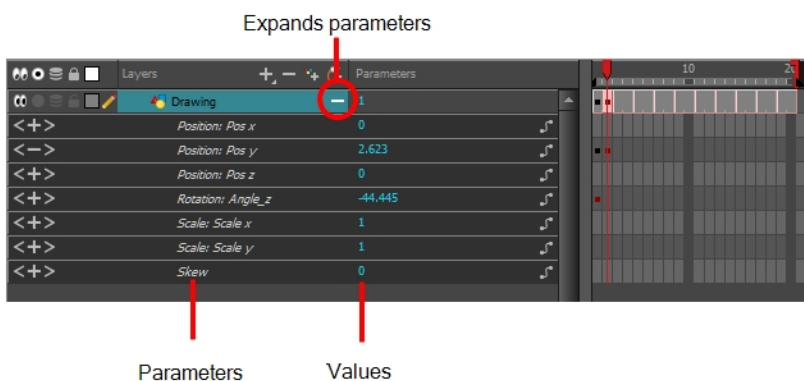 Expands parameters
Layers Parameters 10 20
Drawing 1
<+> Position: Pos x 0
<-> Position: Pos y 2.623
<+> Position: Pos z 0
<+> Rotation: Angle_z -44.445
<+> Scale: Scale x 1
<+> Scale: Scale y 1
<+> Skew 0
Parameters Values